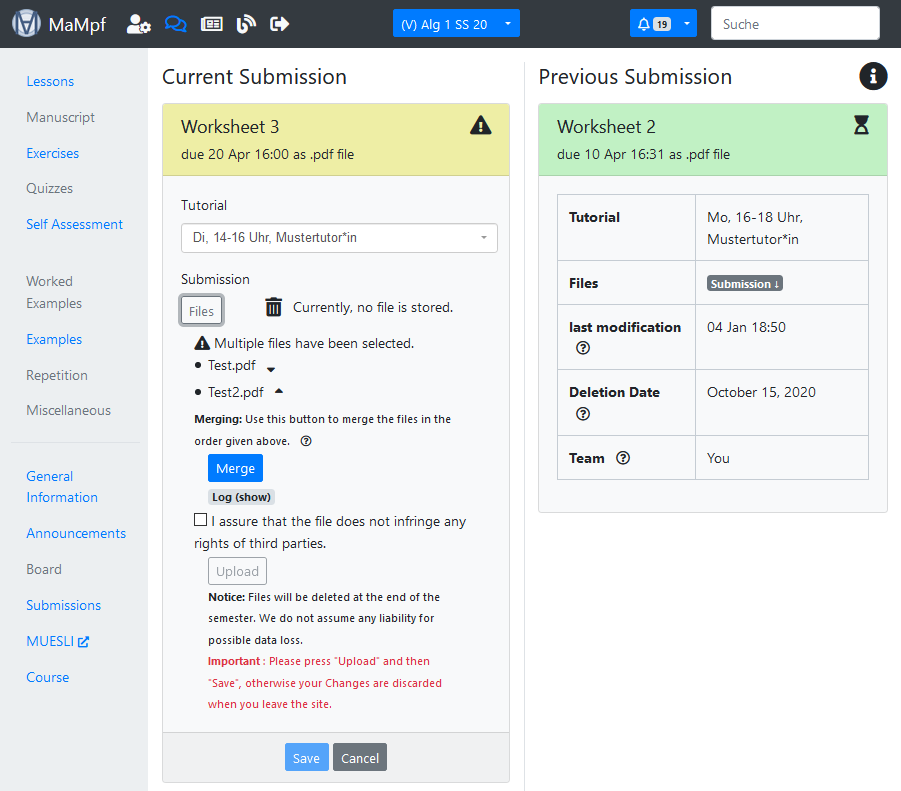 MaMpf
(V) Alg 1 SS 20
19
Suche
Lessons
Manuscript
Exercises
Quizzes
Self Assessment
Worked
Examples
Examples
Repetition
Miscellaneous
General
Information
Announcements
Board
Submissions
MUESLI
Course
Current Submission
Worksheet 3
due 20 Apr 16:00 as .pdf file
Tutorial
Di, 14-16 Uhr, Mustertutor*in
Submission
Files
Currently, no file is stored.
Multiple files have been selected.
• Test.pdf
• Test2.pdf
Merging: Use this button to merge the files in the
order given above.
Merge
Log (show)
I assure that the file does not infringe any
rights of third parties.
Upload
Notice: Files will be deleted at the end of the
semester. We do not assume any liability for
possible data loss.
Important : Please press "Upload" and then
"Save", otherwise your Changes are discarded
when you leave the site.
Save
Cancel
Previous Submission
Worksheet 2
due 10 Apr 16:31 as .pdf file
Tutorial
Mo, 16-18 Uhr,
Mustertutor*in
Files
Submission ↓
last modification
04 Jan 18:50
Deletion Date
October 15, 2020
Team
You